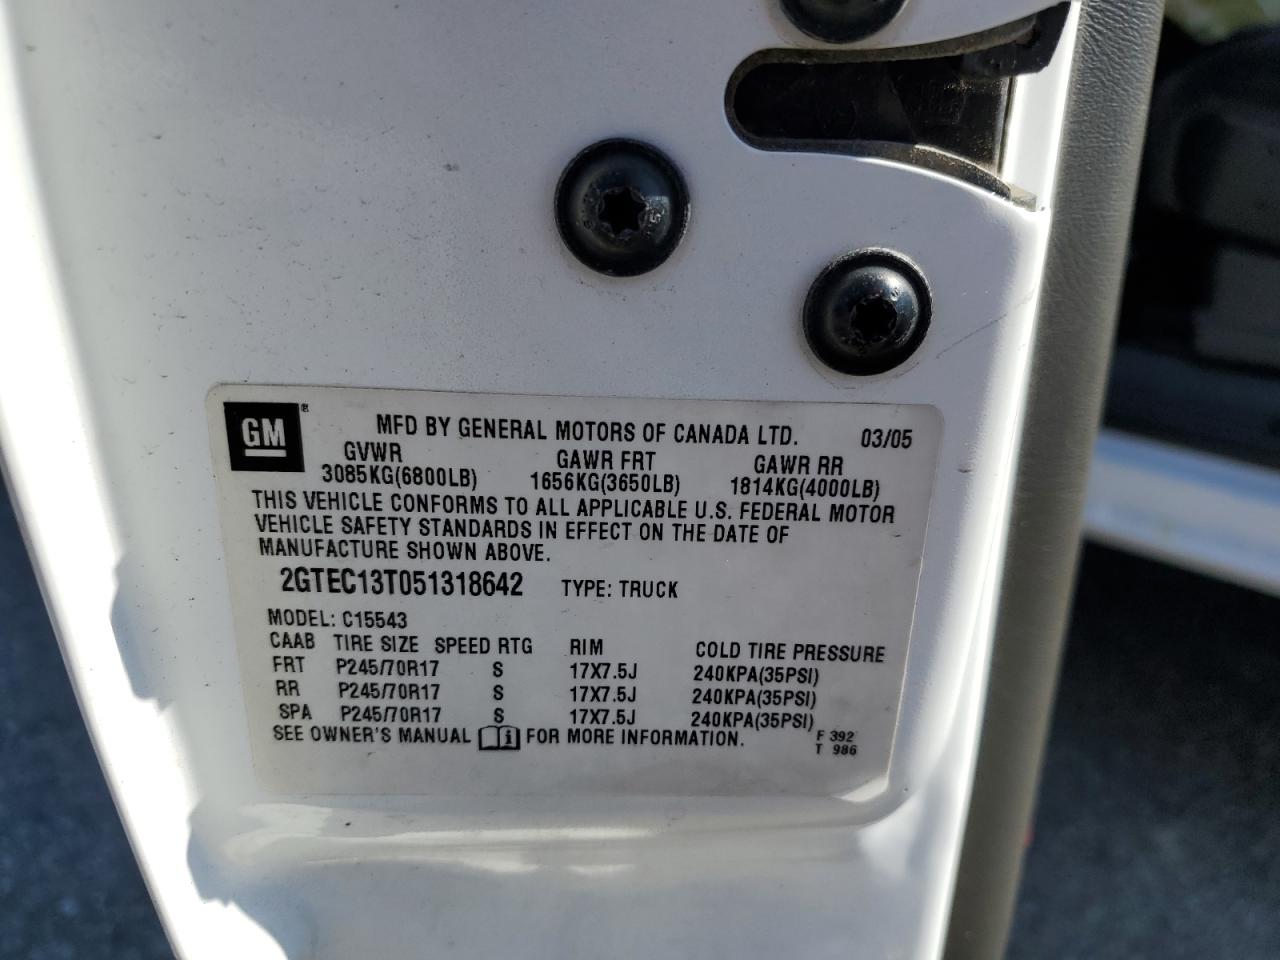 GM® MFD BY GENERAL MOTORS OF CANADA LTD. 03/05
GVWR GAWR FRT GAWR RR
3085KG(6800LB) 1656KG(3650LB) 1814KG(4000LB)
THIS VEHICLE CONFORMS TO ALL APPLICABLE U.S. FEDERAL MOTOR
VEHICLE SAFETY STANDARDS IN EFFECT ON THE DATE OF
MANUFACTURE SHOWN ABOVE.
2GTEC13T051318642 TYPE: TRUCK
MODEL: C15543
CAAB TIRE SIZE SPEED RTG RIM COLD TIRE PRESSURE
FRT P245/70R17 S 17X7.5J 240KPA(35PSI)
RR P245/70R17 S 17X7.5J 240KPA(35PSI)
SPA P245/70R17 S 17X7.5J 240KPA(35PSI)
SEE OWNER'S MANUAL i FOR MORE INFORMATION. F 392
T 986